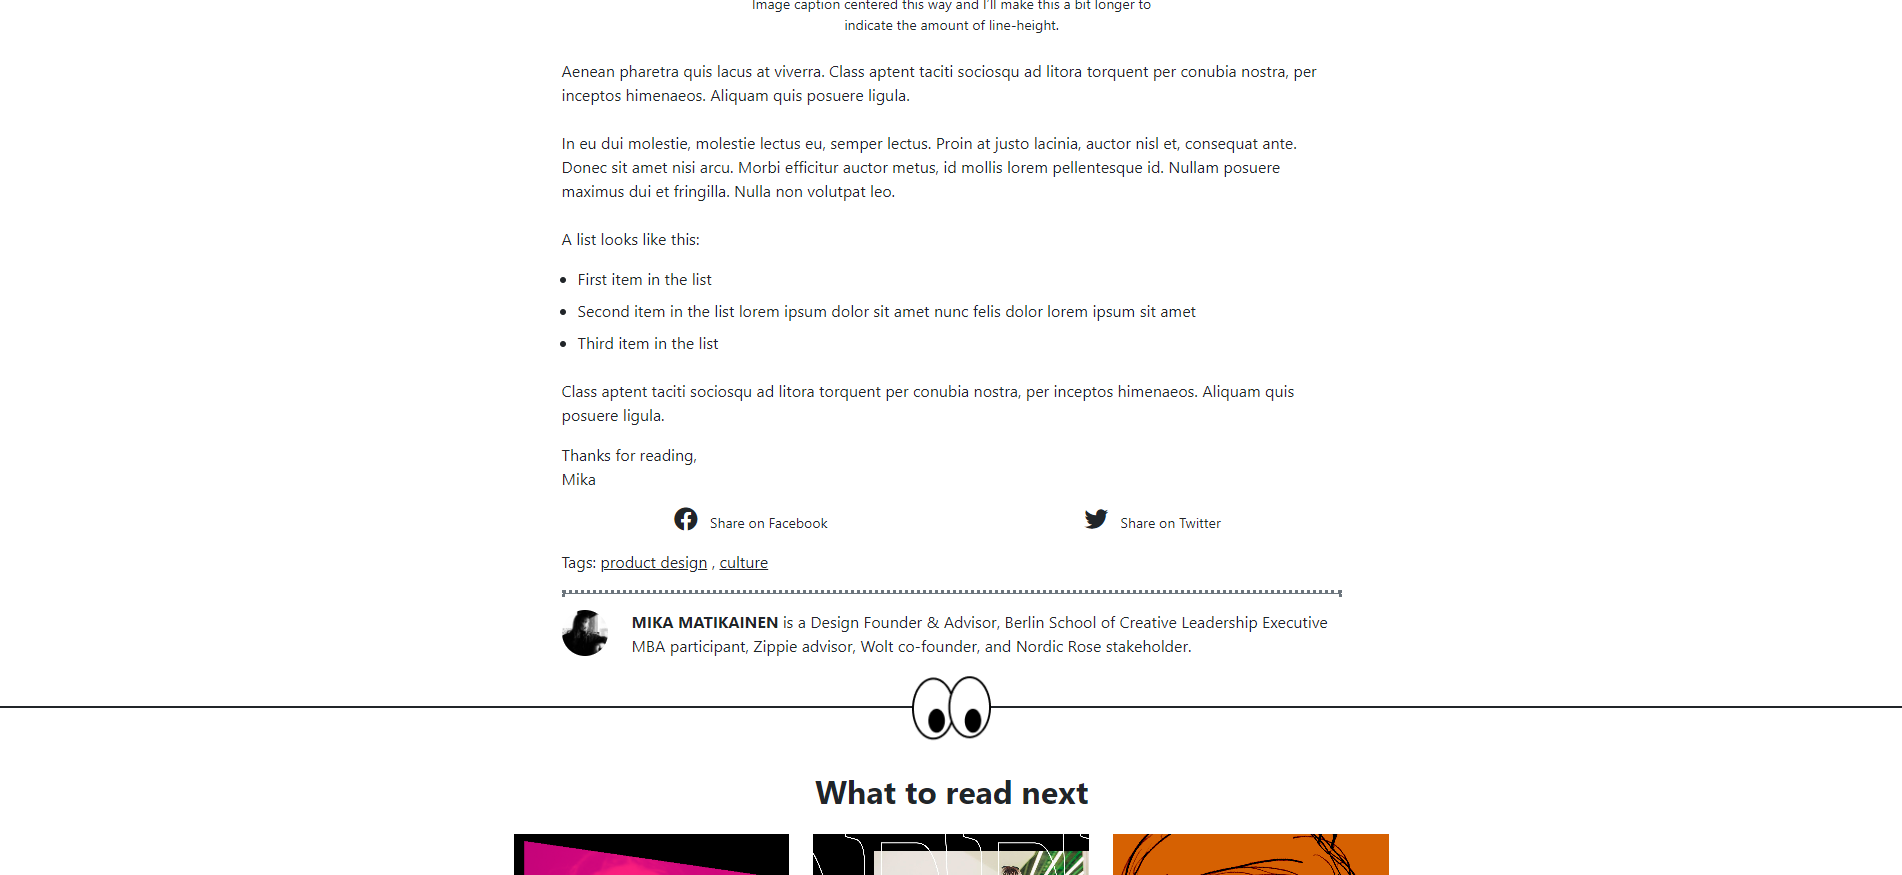 Image caption centered this way and I'll make this a bit longer to
indicate the amount of line-height.
Aenean pharetra quis lacus at viverra. Class aptent taciti sociosqu ad litora torquent per conubia nostra, per
inceptos himenaeos. Aliquam quis posuere ligula.
In eu dui molestie, molestie lectus eu, semper lectus. Proin at justo lacinia, auctor nisl et, consequat ante.
Donec sit amet nisi arcu. Morbi efficitur auctor metus, id mollis lorem pellentesque id. Nullam posuere
maximus dui et fringilla. Nulla non volutpat leo.
A list looks like this:
• First item in the list
• Second item in the list lorem ipsum dolor sit amet nunc felis dolor lorem ipsum sit amet
• Third item in the list
Class aptent taciti sociosqu ad litora torquent per conubia nostra, per inceptos himenaeos. Aliquam quis
posuere ligula.
Thanks for reading,
Mika
Share on Facebook
Share on Twitter
Tags: product design , culture
MIKA MATIKAINEN is a Design Founder & Advisor, Berlin School of Creative Leadership Executive
MBA participant, Zippie advisor, Wolt co-founder, and Nordic Rose stakeholder.
What to read next